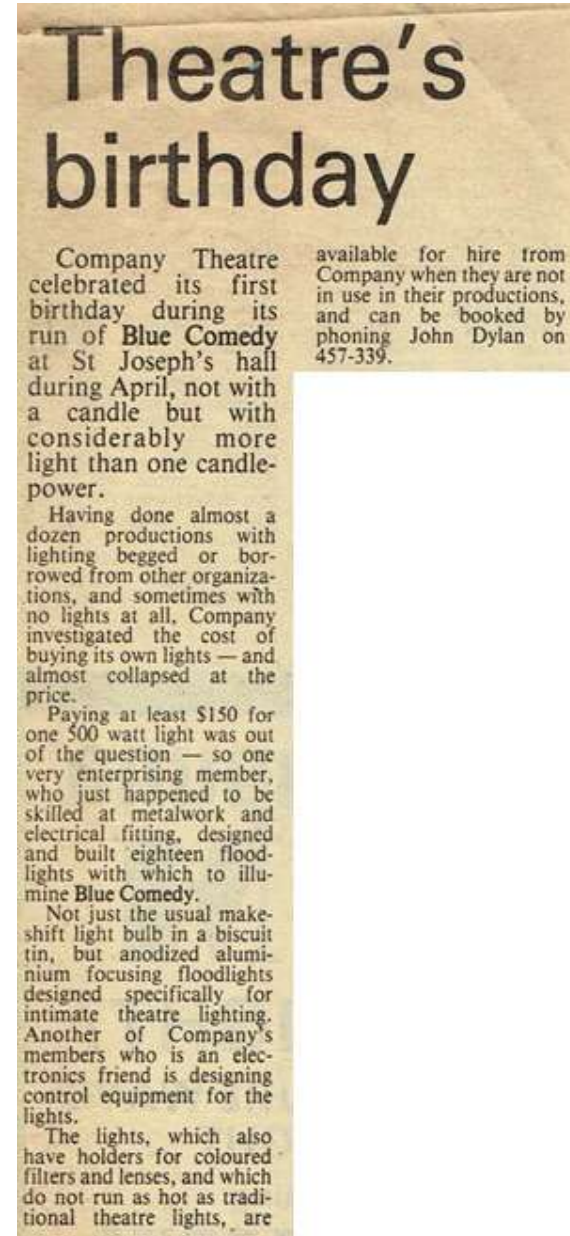 Theatre's
birthday
Company Theatre
celebrated its first
birthday during its
run of Blue Comedy
at St Joseph's hall
during April, not with
a candle but with
considerably more
light than one candle-
power.
Having done almost a
dozen productions with
lighting begged or bor-
rowed from other organiza-
tions, and sometimes with
no lights at all, Company
investigated the cost of
buying its own lights — and
almost collapsed at the
price.
Paying at least $150 for
one 500 watt light was out
of the question — so one
very enterprising member,
who just happened to be
skilled at metalwork and
electrical fitting, designed
and built eighteen flood-
lights with which to illu-
mine Blue Comedy.
Not just the usual make-
shift light bulb in a biscuit
tin, but anodized alumi-
nium focusing floodlights
designed specifically for
intimate theatre lighting.
Another of Company's
members who is an elec-
tronics friend is designing
control equipment for the
lights.
The lights, which also
have holders for coloured
filters and lenses, and which
do not run as hot as tradi-
tional theatre lights, are
available for hire from
Company when they are not
in use in their productions,
and can be booked by
phoning John Dylan on
457-339.